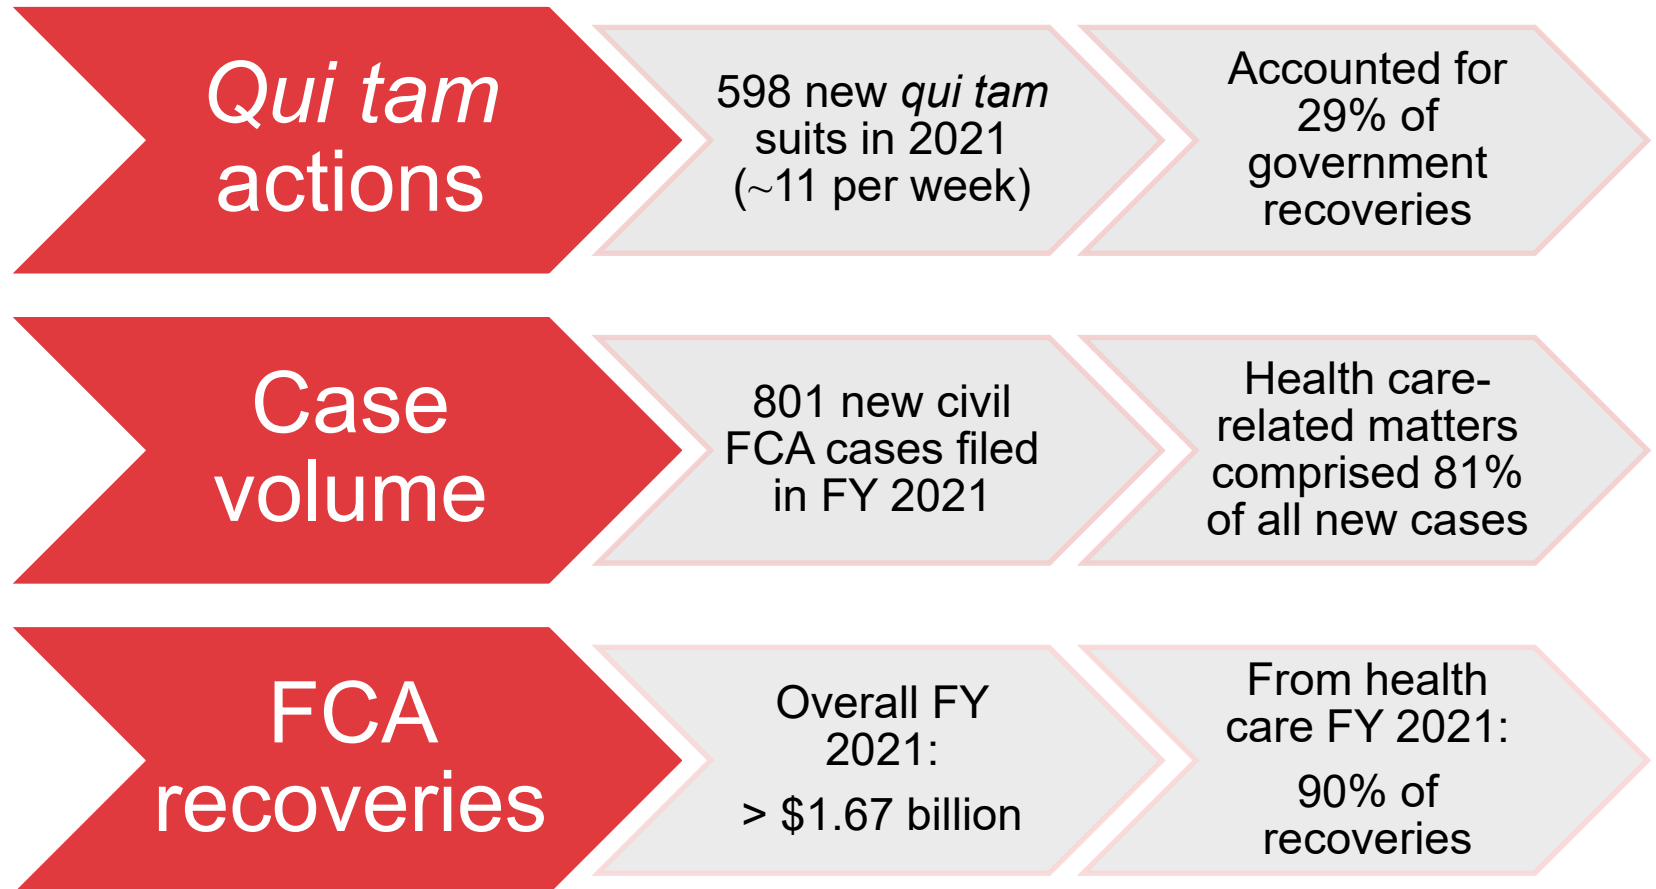 Qui tam
actions
598 new qui tam
suits in 2021
(~11 per week)
Accounted for
29% of
government
recoveries
Case
volume
801 new civil
FCA cases filed
in FY 2021
Health care-
related matters
comprised 81%
of all new cases
FCA
recoveries
Overall FY
2021:
> $1.67 billion
From health
care FY 2021:
90% of
recoveries